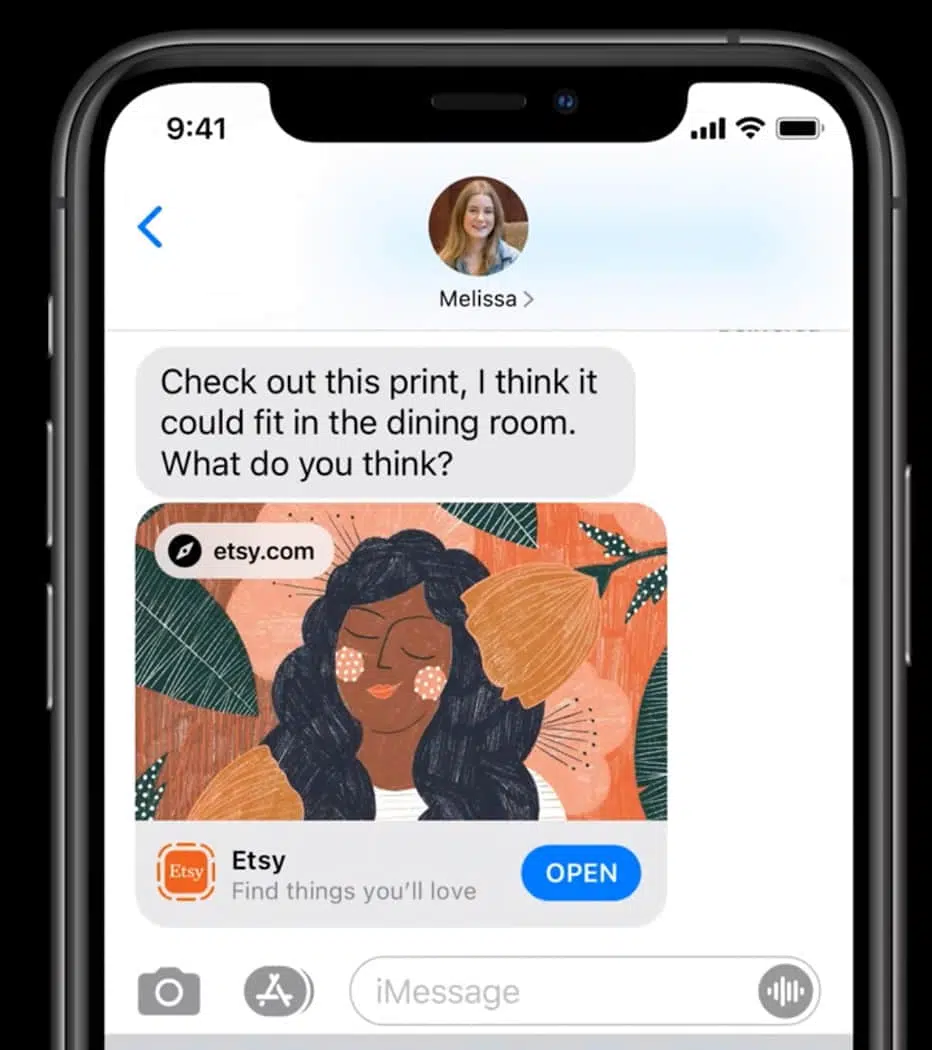 9:41
Melissa
Check out this print, I think it
could fit in the dining room.
What do you think?
etsy.com
Etsy
Etsy
Find things you’ll love
OPEN
iMessage